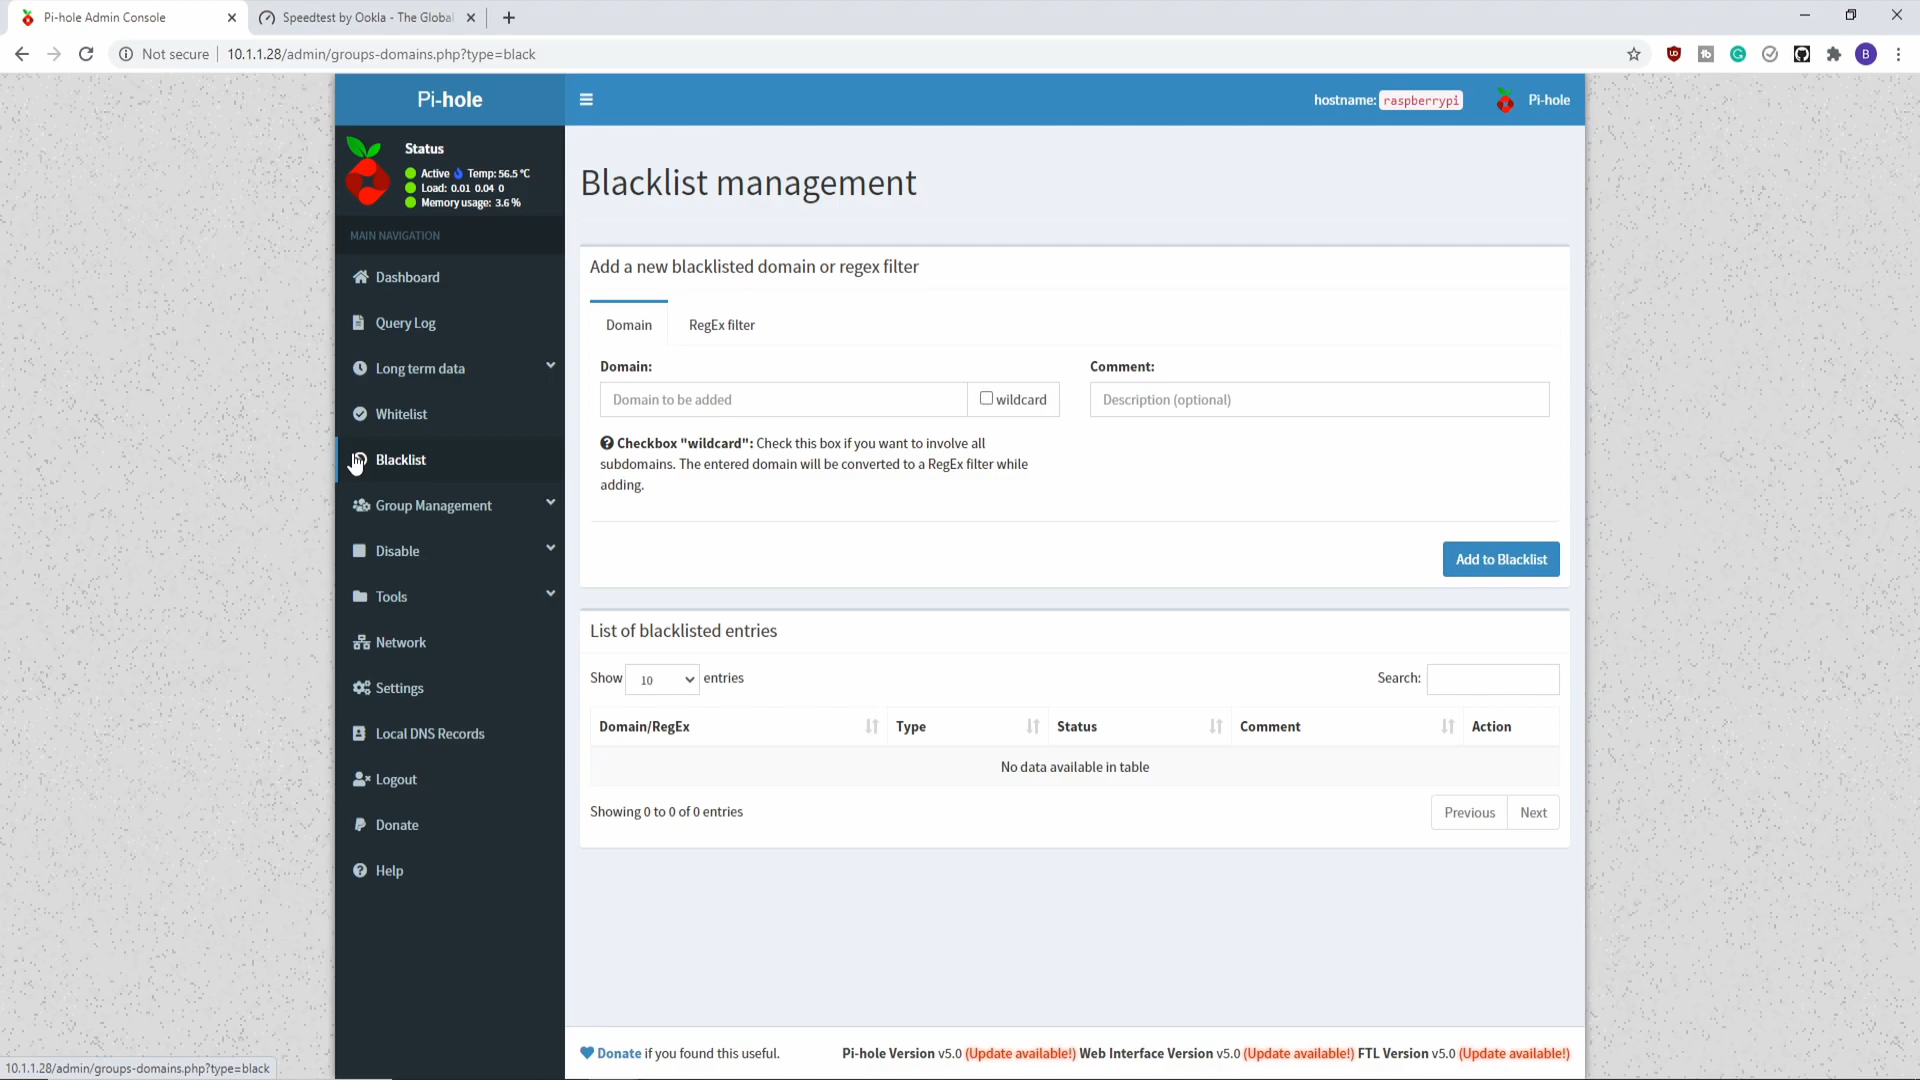 Pi-hole Admin Console
Speedtest by Ookla - The Global
Not secure
10.1.1.28/admin/groups-domains.php?type=black
B
Pi-hole
hostname: raspberrypi
Pi-hole
Status
Active Temp: 56.5 °C
Load: 0.01 0.04 0
Memory usage: 3.6 %
MAIN NAVIGATION
Dashboard
Query Log
Long term data
Whitelist
Blacklist
Group Management
Disable
Tools
Network
Settings
Local DNS Records
Logout
Donate
Help
Blacklist management
Add a new blacklisted domain or regex filter
Domain RegEx filter
Domain: Comment:
Domain to be added wildcard Description (optional)
Checkbox "wildcard": Check this box if you want to involve all
subdomains. The entered domain will be converted to a RegEx filter while
adding.
Add to Blacklist
List of blacklisted entries
Show 10 entries Search:
Domain/RegEx Type Status Comment Action
No data available in table
Showing 0 to 0 of 0 entries Previous Next
Donate if you found this useful. Pi-hole Version v5.0 (Update available!) Web Interface Version v5.0 (Update available!) FTL Version v5.0 (Update available!)
10.1.1.28/admin/groups-domains.php?type=black